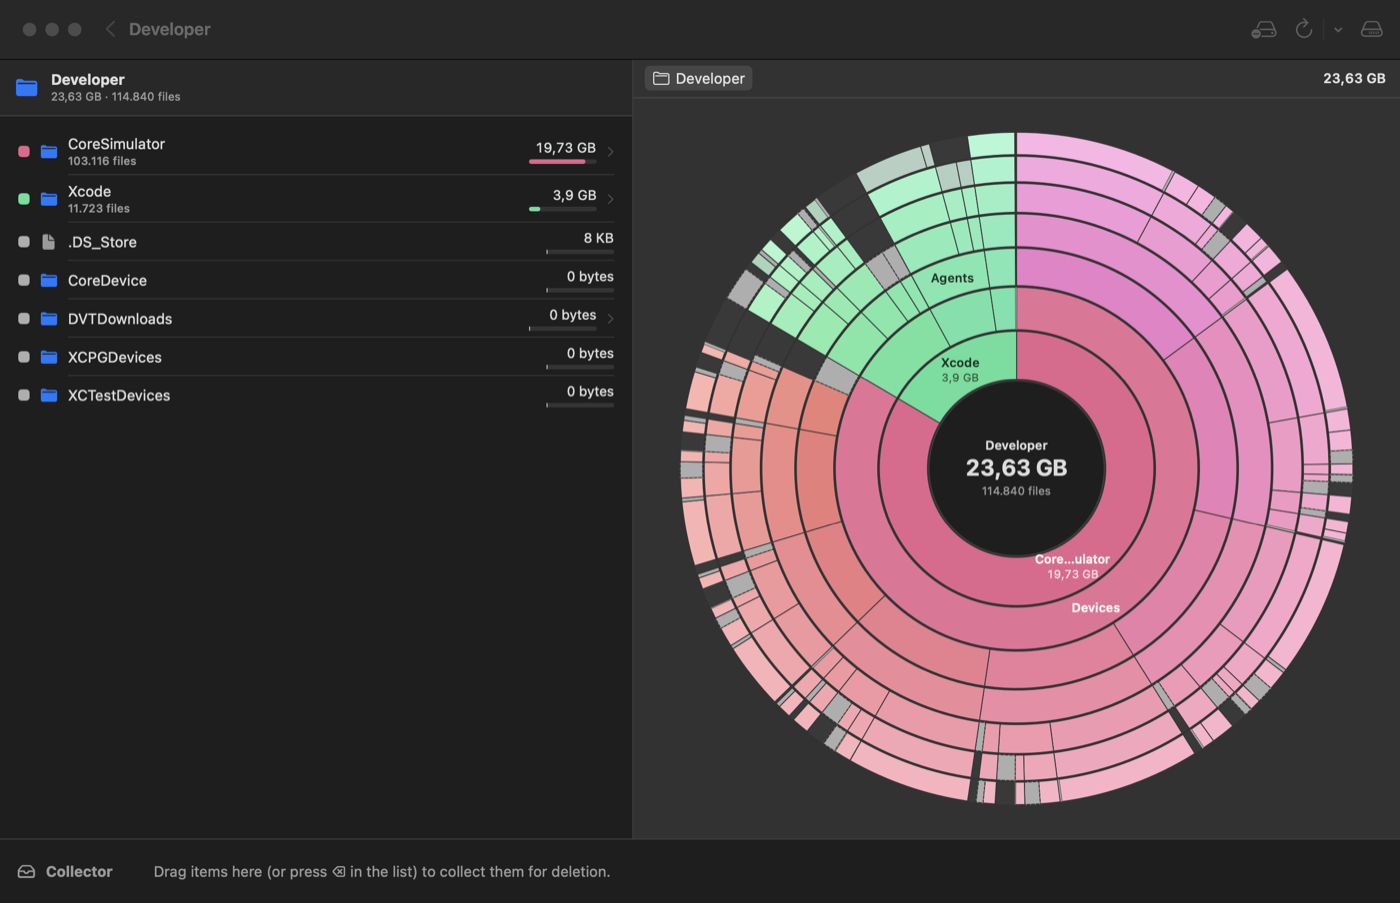 Developer
Developer
23,63 GB · 114.840 files
CoreSimulator
103.116 files
19,73 GB
Xcode
11.723 files
3,9 GB
.DS_Store
8 KB
CoreDevice
0 bytes
DVTDownloads
0 bytes
XCPGDevices
0 bytes
XCTestDevices
0 bytes
Developer
23,63 GB
Agents
Xcode
3,9 GB
Developer
23,63 GB
114.840 files
Core...ulator
19,73 GB
Devices
Collector
Drag items here (or press ⌫ in the list) to collect them for deletion.